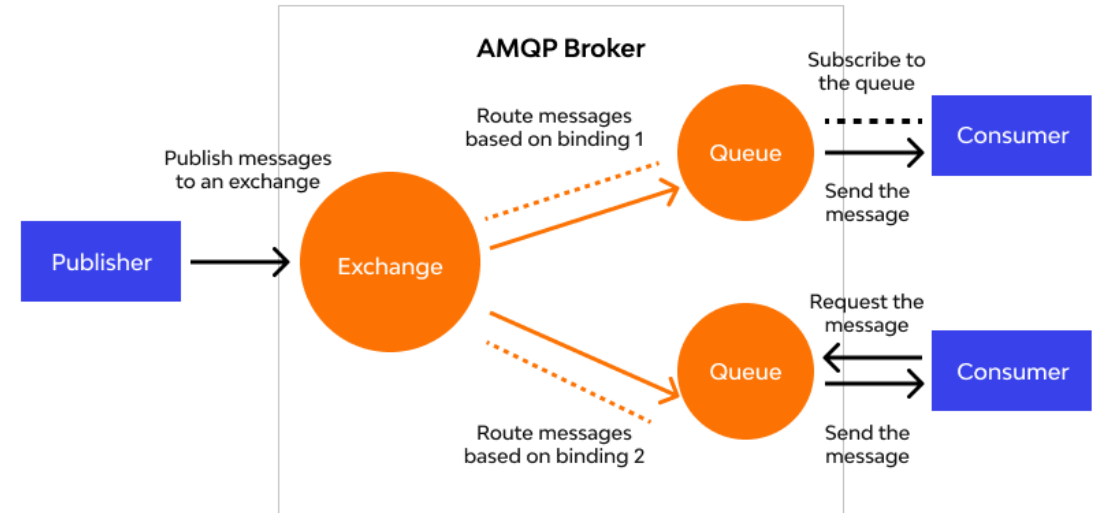 AMQP Broker
Subscribe to
the queue
Route messages
based on binding 1
Queue
Consumer
Publish messages
to an exchange
Send the
message
Publisher
Exchange
Request the
message
Queue
Consumer
Route messages
based on binding 2
Send the
message